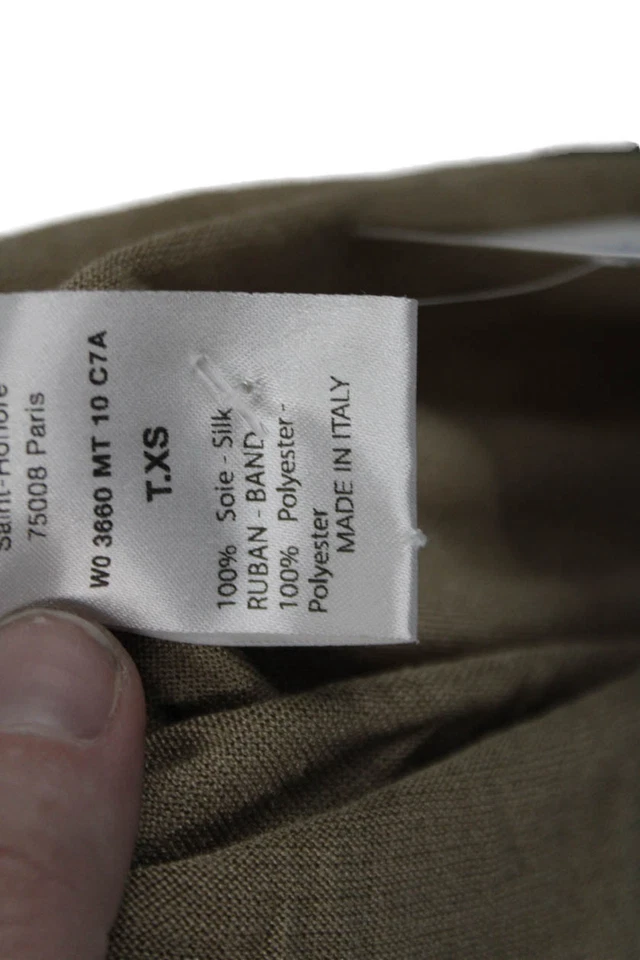 Saint-Honoré
75008 Paris
W0 3660 MT 10 C7A
T.XS
100% Soie - Silk
RUBAN - BAND
100% Polyester -
Polyester
MADE IN ITALY